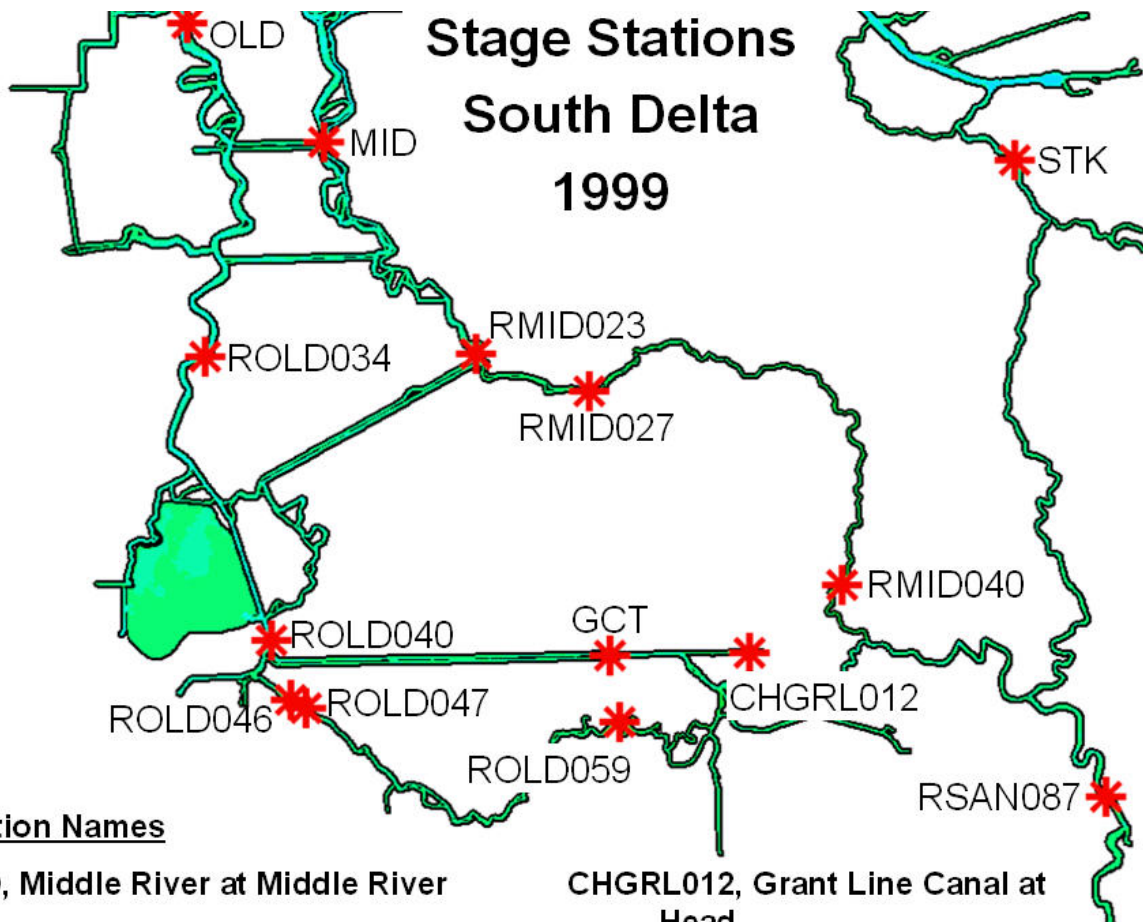 Stage Stations
South Delta
1999
OLD
MID
STK
RMID023
ROLD034
RMID027
RMID040
GCT
ROLD040
CHGRL012
ROLD046
ROLD047
ROLD059
RSAN087
Names
, Middle River at Middle River
CHGRL012, Grant Line Canal at
Head